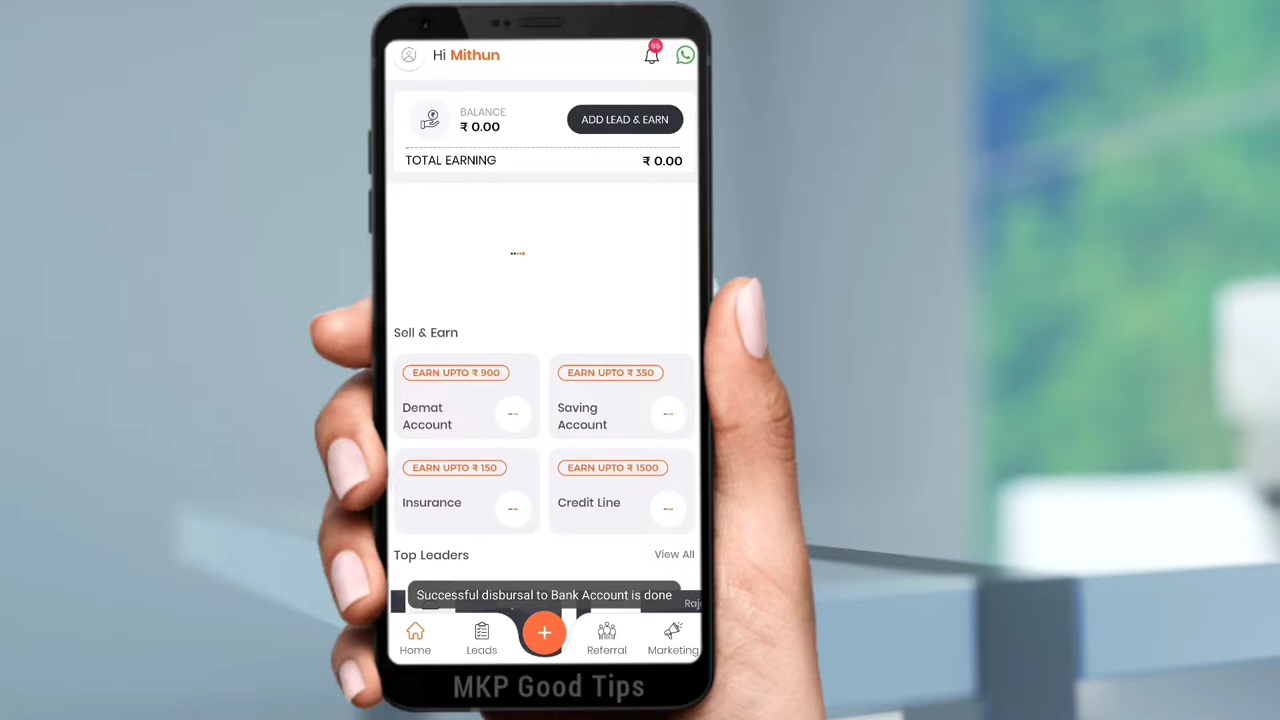 Hi Mithun
55
BALANCE
₹ 0.00
ADD LEAD & EARN
TOTAL EARNING
₹ 0.00
Sell & Earn
EARN UPTO ₹ 900
EARN UPTO ₹ 350
Demat
Account
Saving
Account
EARN UPTO ₹ 150
EARN UPTO ₹ 1500
Insurance
Credit Line
Top Leaders
View All
Successful disbursal to Bank Account is done
Raj
Home
Leads
+
Referral
Marketing
MKP Good Tips